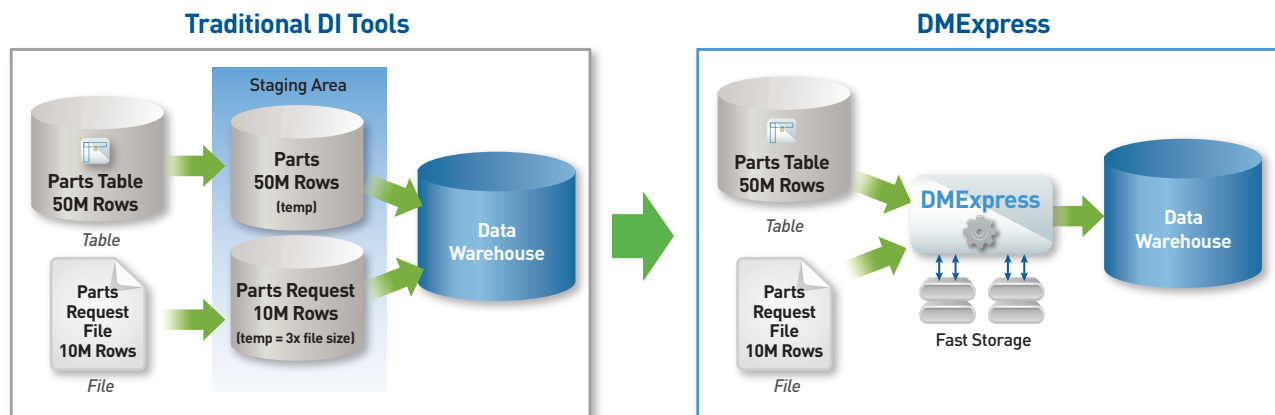 Traditional DI Tools
Staging Area
Parts Table
50M Rows
Table
Parts
50M Rows
(temp)
Parts
Request
File
10M Rows
File
Parts Request
10M Rows
(temp = 3x file size)
Data
Warehouse
DMExpress
Parts Table
50M Rows
Table
Parts
Request
File
10M Rows
File
DMExpress
Fast Storage
Data
Warehouse